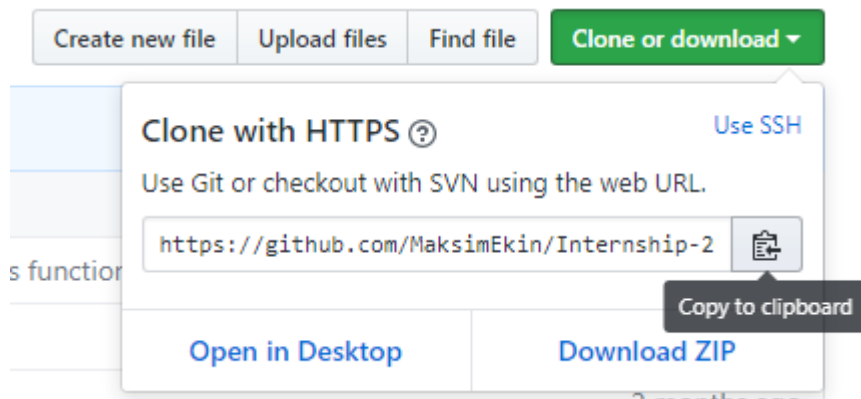 Create new file Upload files Find file Clone or download
Clone with HTTPS Use SSH
Use Git or checkout with SVN using the web URL.
https://github.com/MaksimEkin/Internship-2
s function
Copy to clipboard
Open in Desktop Download ZIP
months ago